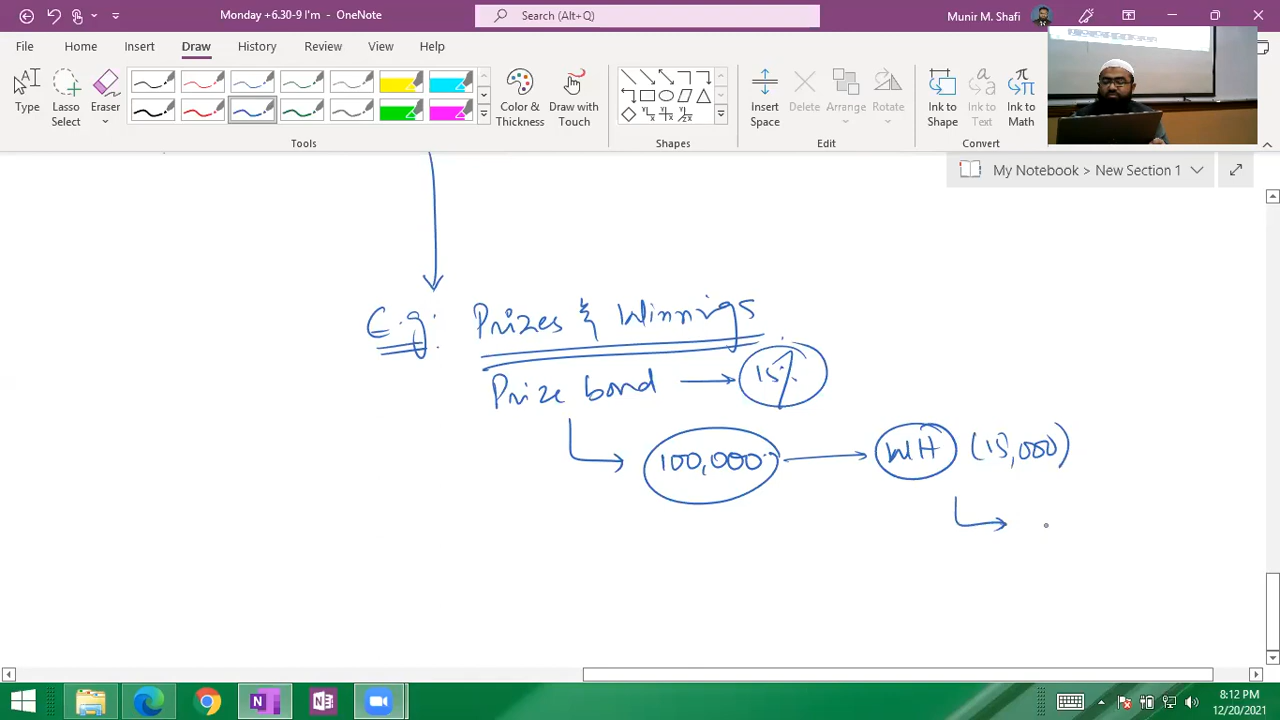 Monday +6.30-9 I'm - OneNote
Search (Alt+Q)
Munir M. Shafi
File Home Insert Draw History Review View Help
Type
Lasso Select
Eraser
Color & Thickness
Draw with Touch
Insert Space
Delete
Arrange
Rotate
Ink to Shape
Ink to Text
Ink to Math
Tools
Shapes
Edit
Convert
My Notebook > New Section 1
E.g: Prizes & Winnings
Prize bond → 15%
100,000 → WH (15,000)
8:12 PM
12/20/2021